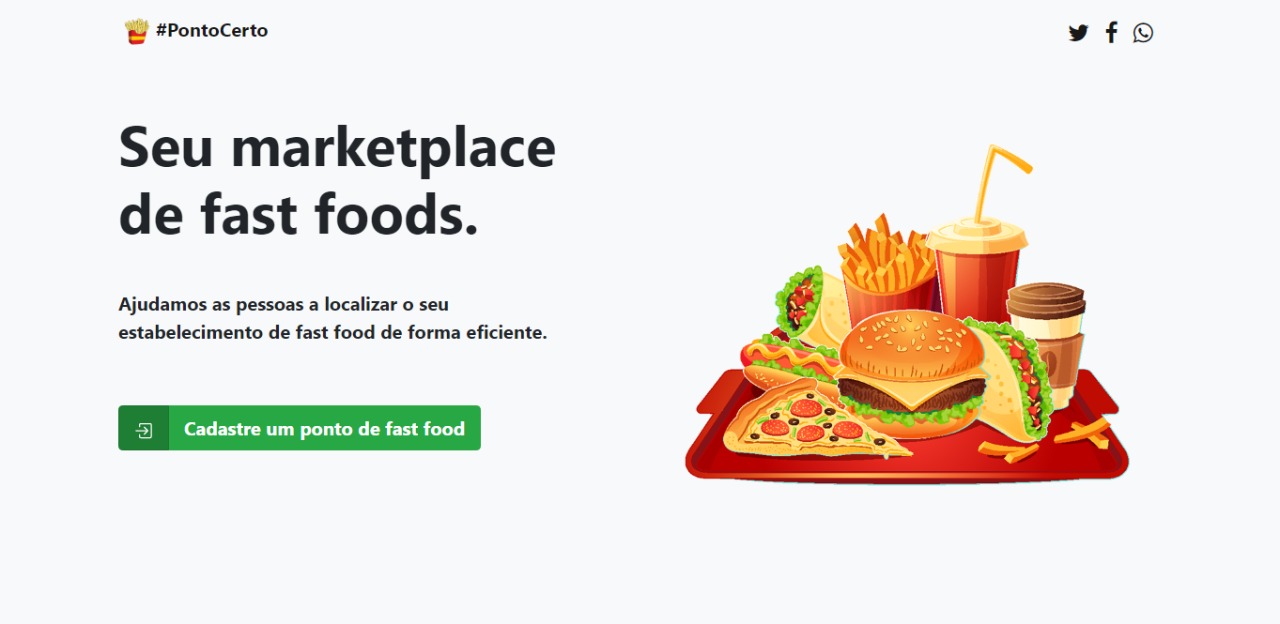 #PontoCerto
Seu marketplace
de fast foods.
Ajudamos as pessoas a localizar o seu
estabelecimento de fast food de forma eficiente.
Cadastre um ponto de fast food